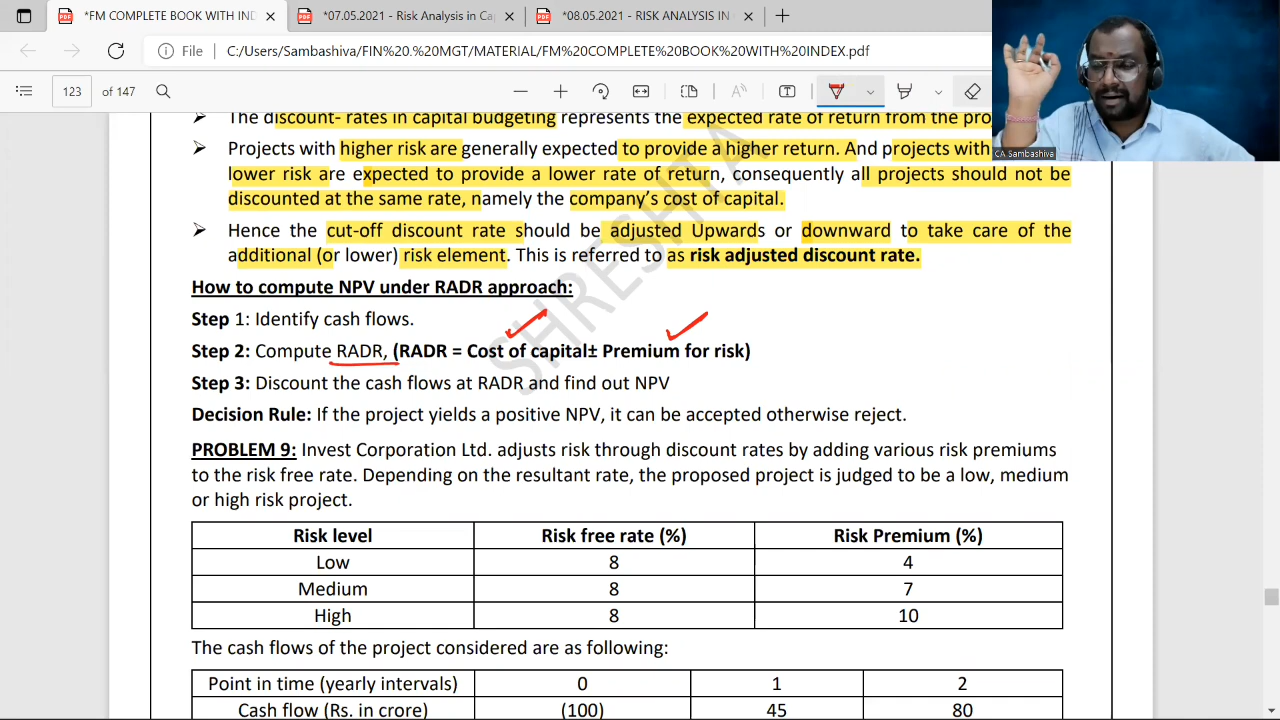 *FM COMPLETE BOOK WITH IND
*07.05.2021 - Risk Analysis in Ca
*08.05.2021 - RISK ANALYSIS IN
File
C:/Users/Sambashiva/FIN%20.%20MGT/MATERIAL/FM%20COMPLETE%20BOOK%20WITH%20INDEX.pdf
123 of 147
CA Sambashiva
➢ The discount- rates in capital budgeting represents the expected rate of return from the pro
➢ Projects with higher risk are generally expected to provide a higher return. And projects with
lower risk are expected to provide a lower rate of return, consequently all projects should not be
discounted at the same rate, namely the company's cost of capital.
➢ Hence the cut-off discount rate should be adjusted Upwards or downward to take care of the
additional (or lower) risk element. This is referred to as risk adjusted discount rate.
SHRESHTA
How to compute NPV under RADR approach:
Step 1: Identify cash flows.
Step 2: Compute RADR, (RADR = Cost of capital± Premium for risk)
Step 3: Discount the cash flows at RADR and find out NPV
Decision Rule: If the project yields a positive NPV, it can be accepted otherwise reject.
PROBLEM 9: Invest Corporation Ltd. adjusts risk through discount rates by adding various risk premiums
to the risk free rate. Depending on the resultant rate, the proposed project is judged to be a low, medium
or high risk project.
Risk level Risk free rate (%) Risk Premium (%)
Low 8 4
Medium 8 7
High 8 10
The cash flows of the project considered are as following:
Point in time (yearly intervals) 0 1 2
Cash flow (Rs. in crore) (100) 45 80